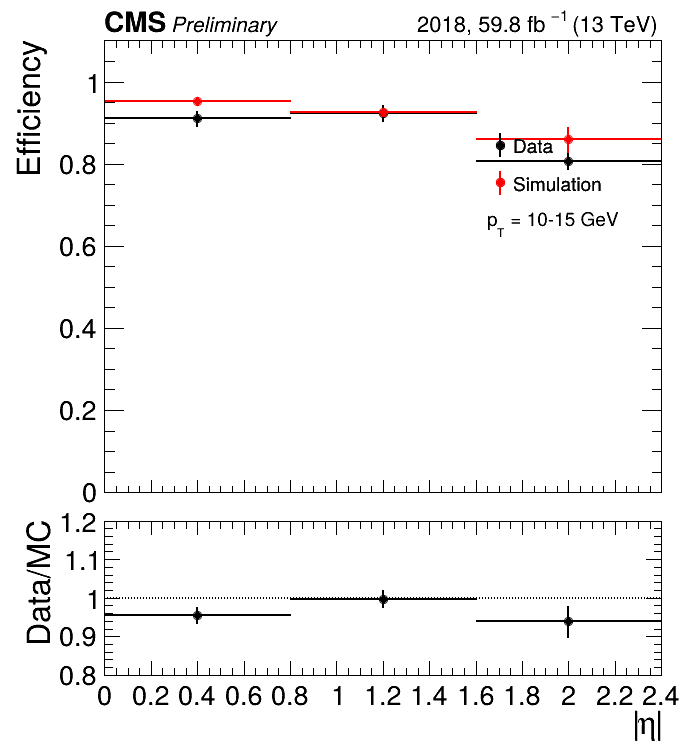 CMS Preliminary 2018, 59.8 fb⁻¹ (13 TeV)
Efficiency
1
0.8
0.6
0.4
0.2
0
Data
Simulation
p_T = 10-15 GeV
Data/MC
1.2
1.1
1
0.9
0.8
0 0.2 0.4 0.6 0.8 1 1.2 1.4 1.6 1.8 2 2.2 2.4
|η|